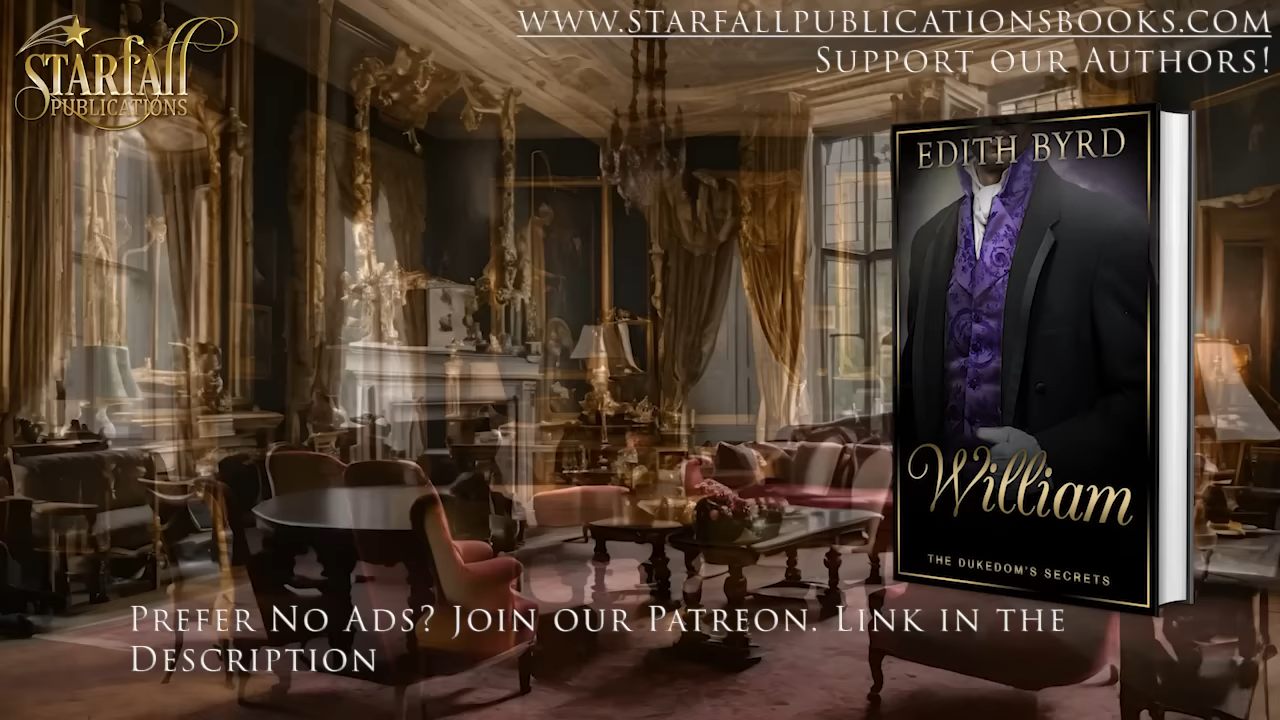 STARfall
PUBLICATIONS
WWW.STARFALLPUBLICATIONSBOOKS.COM
SUPPORT OUR AUTHORS!
EDITH BYRD
William
THE DUKEDOM'S SECRETS
PREFER NO ADS? JOIN OUR PATREON. LINK IN THE
DESCRIPTION